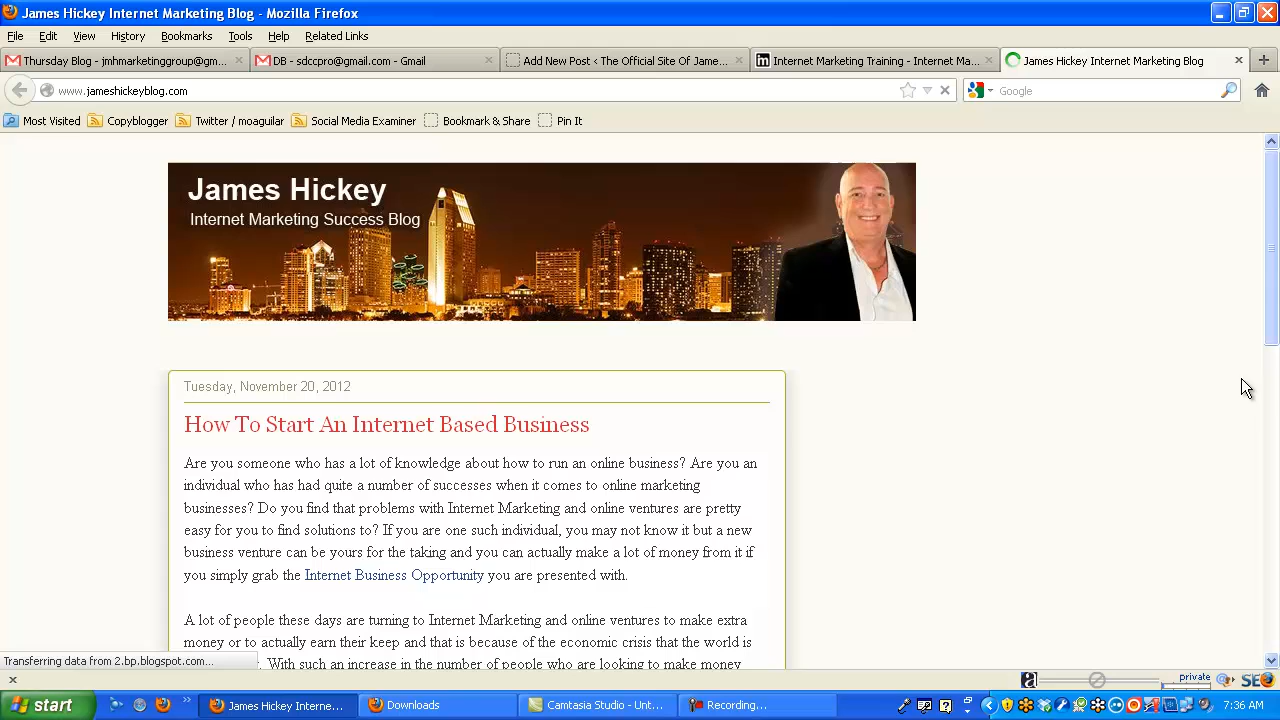 James Hickey Internet Marketing Blog - Mozilla Firefox
File Edit View History Bookmarks Tools Help Related Links
Thursday Blog - jmhmarketinggroup@gm... DB - sdrich1@gmail.com - Gmail Add New Post < The Official Site Of Jame... Internet Marketing Training - Internet Ma... James Hickey Internet Marketing Blog
www.jameshickeyblog.com Google
Most Visited Copyblogger Twitter / moaguilar Social Media Examiner Bookmark & Share Pin It
James Hickey
Internet Marketing Success Blog
Tuesday, November 20, 2012
How To Start An Internet Based Business
Are you someone who has a lot of knowledge about how to run an online business? Are you an
individual who has had quite a number of successes when it comes to online marketing
businesses? Do you find that problems with Internet Marketing and online ventures are pretty
easy for you to find solutions to? If you are one such individual, you may not know it but a new
business venture can be yours for the taking and you can actually make a lot of money from it if
you simply grab the Internet Business Opportunity you are presented with.
A lot of people these days are turning to Internet Marketing and online ventures to make extra
money or to actually earn their keep and that is because of the economic crisis that the world is
With such an increase in the number of people who are looking to make money
Transferring data from 2.bp.blogspot.com...
private SEO
start James Hickey Interne... Downloads Camtasia Studio - Unt... Recording... 7:36 AM